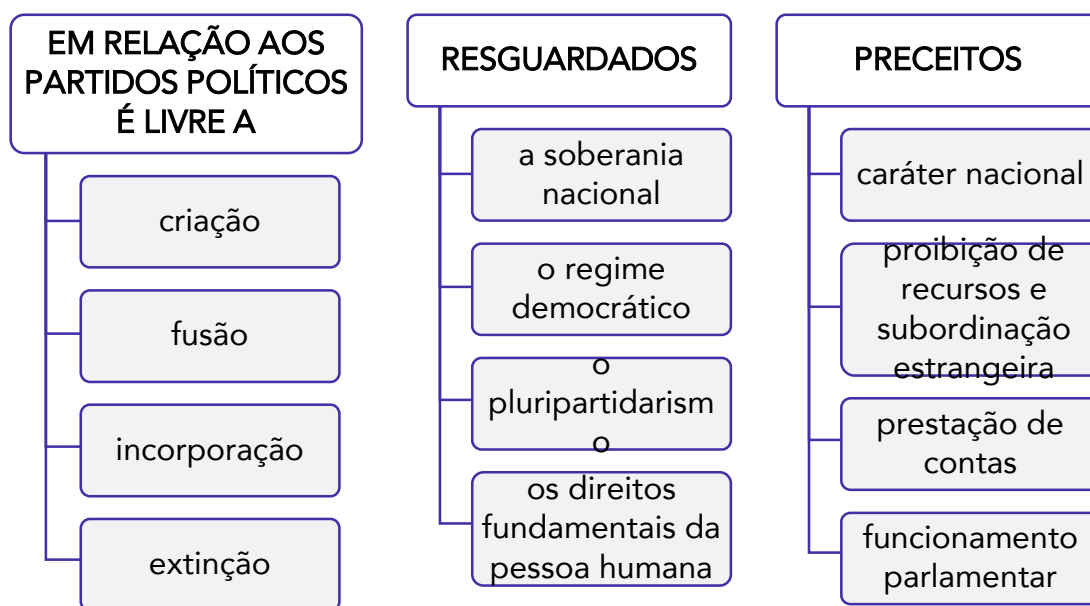 EM RELAÇÃO AOS
PARTIDOS POLÍTICOS
É LIVRE A
criação
fusão
incorporação
extinção
RESGUARDADOS
a soberania
nacional
o regime
democrático
o
pluripartidarism
o
os direitos
fundamentais da
pessoa humana
PRECEITOS
caráter nacional
proibição de
recursos e
subordinação
estrangeira
prestação de
contas
funcionamento
parlamentar